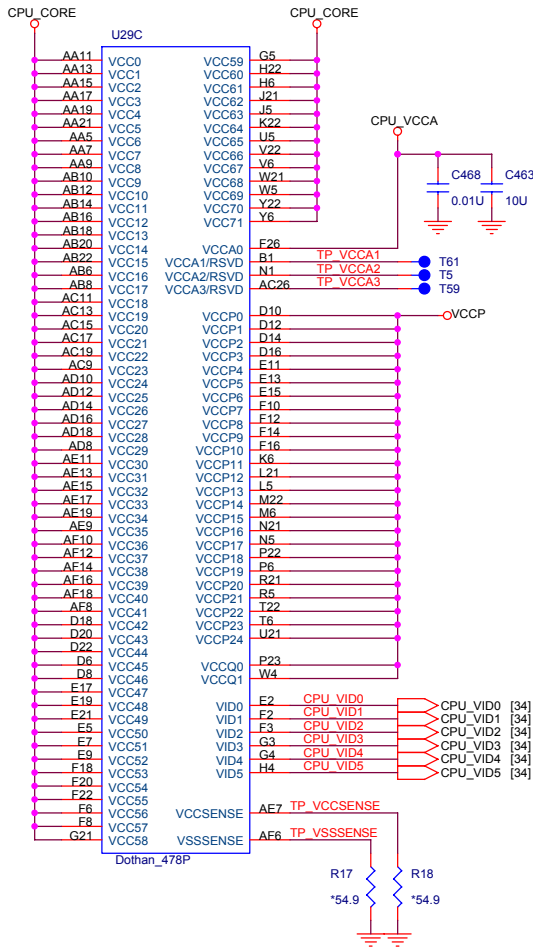 CPU_CORE
CPU_CORE
U29C
AA11 VCC0 VCC59 G5
AA13 VCC1 VCC60 H22
AA15 VCC2 VCC61 H6
AA17 VCC3 VCC62 J21
AA19 VCC4 VCC63 J5
AA21 VCC5 VCC64 K22
AA5 VCC6 VCC65 U5
AA7 VCC7 VCC66 V22
AA9 VCC8 VCC67 V6
AB10 VCC9 VCC68 W21
AB12 VCC10 VCC69 W5
AB14 VCC11 VCC70 Y22
AB16 VCC12 VCC71 Y6
AB18 VCC13
AB20 VCC14 VCCA0 F26
AB22 VCC15 VCCA1/RSVD B1 TP_VCCA1 T61
AB6 VCC16 VCCA2/RSVD N1 TP_VCCA2 T5
AB8 VCC17 VCCA3/RSVD AC26 TP_VCCA3 T59
AC11 VCC18
AC13 VCC19 VCCP0 D10 VCCP
AC15 VCC20 VCCP1 D12
AC17 VCC21 VCCP2 D14
AC19 VCC22 VCCP3 D16
AC9 VCC23 VCCP4 E11
AD10 VCC24 VCCP5 E13
AD12 VCC25 VCCP6 E15
AD14 VCC26 VCCP7 F10
AD16 VCC27 VCCP8 F12
AD18 VCC28 VCCP9 F14
AD8 VCC29 VCCP10 F16
AE11 VCC30 VCCP11 K6
AE13 VCC31 VCCP12 L21
AE15 VCC32 VCCP13 L5
AE17 VCC33 VCCP14 M22
AE19 VCC34 VCCP15 M6
AE9 VCC35 VCCP16 N21
AF10 VCC36 VCCP17 N5
AF12 VCC37 VCCP18 P22
AF14 VCC38 VCCP19 P6
AF16 VCC39 VCCP20 R21
AF18 VCC40 VCCP21 R5
AF8 VCC41 VCCP22 T22
D18 VCC42 VCCP23 T6
D20 VCC43 VCCP24 U21
D22 VCC44
D6 VCC45 VCCQ0 P23
D8 VCC46 VCCQ1 W4
E17 VCC47
E19 VCC48 VID0 E2 CPU_VID0 CPU_VID0 [34]
E21 VCC49 VID1 F2 CPU_VID1 CPU_VID1 [34]
E5 VCC50 VID2 F3 CPU_VID2 CPU_VID2 [34]
E7 VCC51 VID3 G3 CPU_VID3 CPU_VID3 [34]
E9 VCC52 VID4 G4 CPU_VID4 CPU_VID4 [34]
F18 VCC53 VID5 H4 CPU_VID5 CPU_VID5 [34]
F20 VCC54
F22 VCC55
F6 VCC56 VCCSENSE AE7 TP_VCCSENSE
F8 VCC57
G21 VCC58 VSSSENSE AF6 TP_VSSSENSE
Dothan_478P
CPU_VCCA
C468 C463
0.01U 10U
R17 R18
*54.9 *54.9